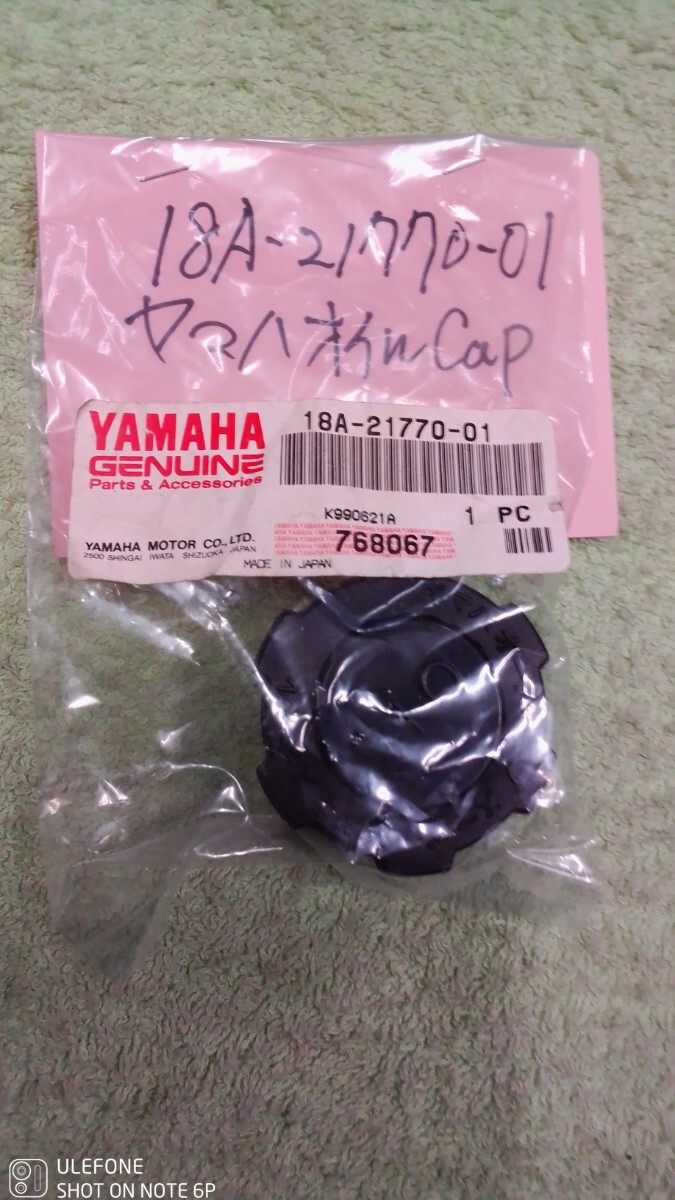 18A-21770-01
ヤマハオイルCap
YAMAHA
GENUINE
Parts & Accessories
18A-21770-01
K990621A
1 PC
YAMAHA MOTOR CO., LTD.
2500 SHINGAI IWATA SHIZUOKA JAPAN
768067
MADE IN JAPAN
ULEFONE
SHOT ON NOTE 6P